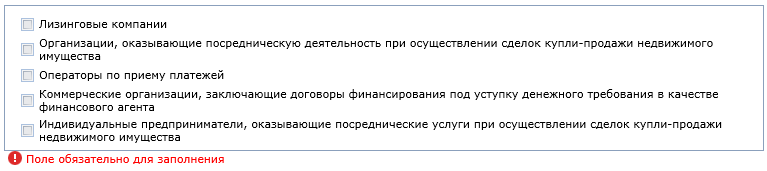 Лизинговые компании
Организации, оказывающие посредническую деятельность при осуществлении сделок купли-продажи недвижимого
имущества
Операторы по приему платежей
Коммерческие организации, заключающие договоры финансирования под уступку денежного требования в качестве
финансового агента
Индивидуальные предприниматели, оказывающие посреднические услуги при осуществлении сделок купли-продажи
недвижимого имущества
Поле обязательно для заполнения